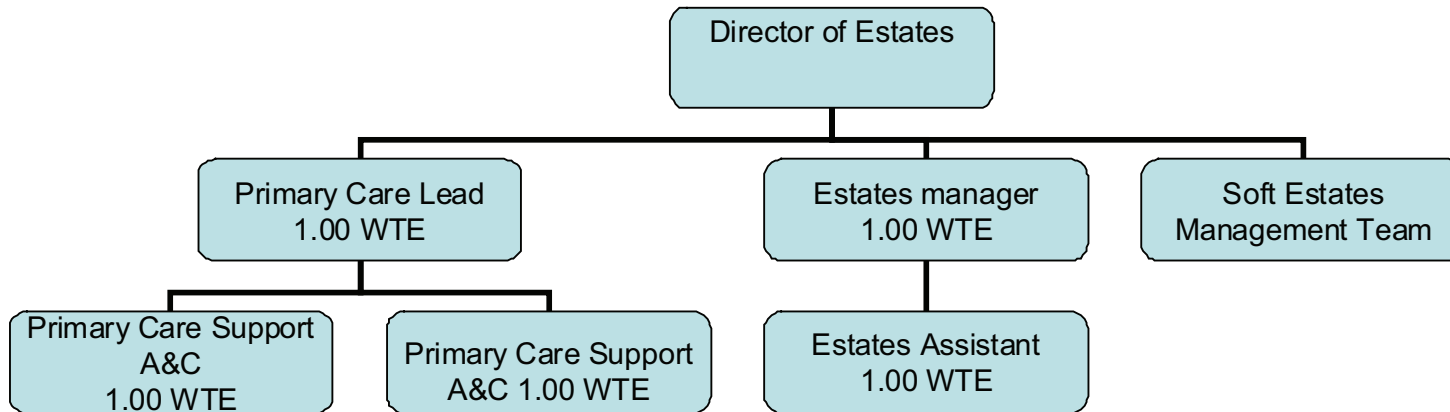 Director of Estates
Primary Care Lead
1.00 WTE
Estates manager
1.00 WTE
Soft Estates
Management Team
Primary Care Support
A&C
1.00 WTE
Primary Care Support
A&C 1.00 WTE
Estates Assistant
1.00 WTE